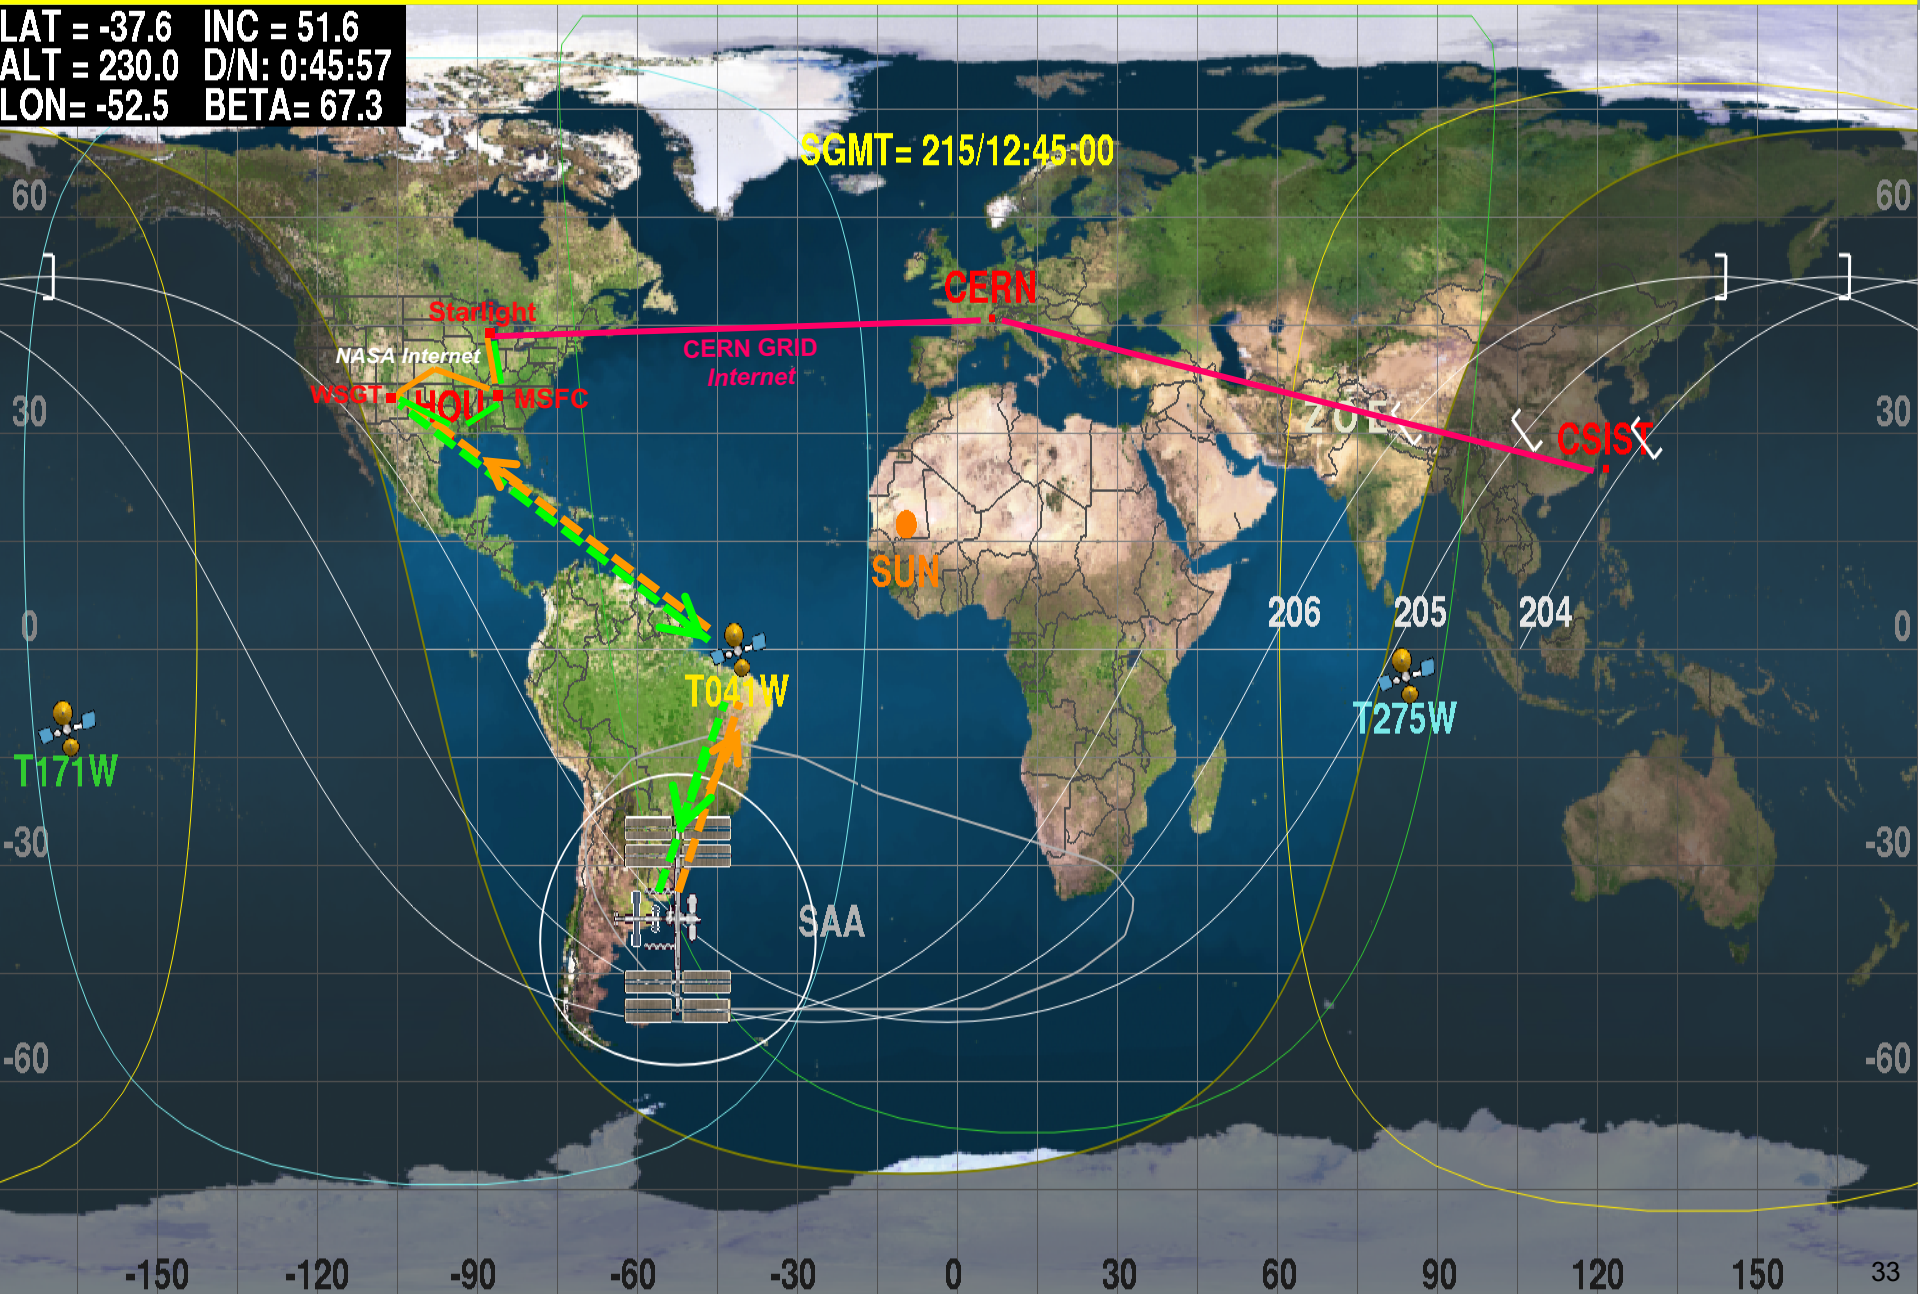 LAT = -37.6 INC = 51.6
ALT = 230.0 D/N: 0:45:57
LON= -52.5 BETA= 67.3
SGMT= 215/12:45:00
60 60
CERN
Starlight
CERN GRID
NASA Internet
Internet
WSGT HOU MSFC
30 ZOE 30
CSIST
SUN
206 205 204
0 0
T041W
T275W
T171W
-30 -30
SAA
-60 -60
-150 -120 -90 -60 -30 0 30 60 90 120 150 33